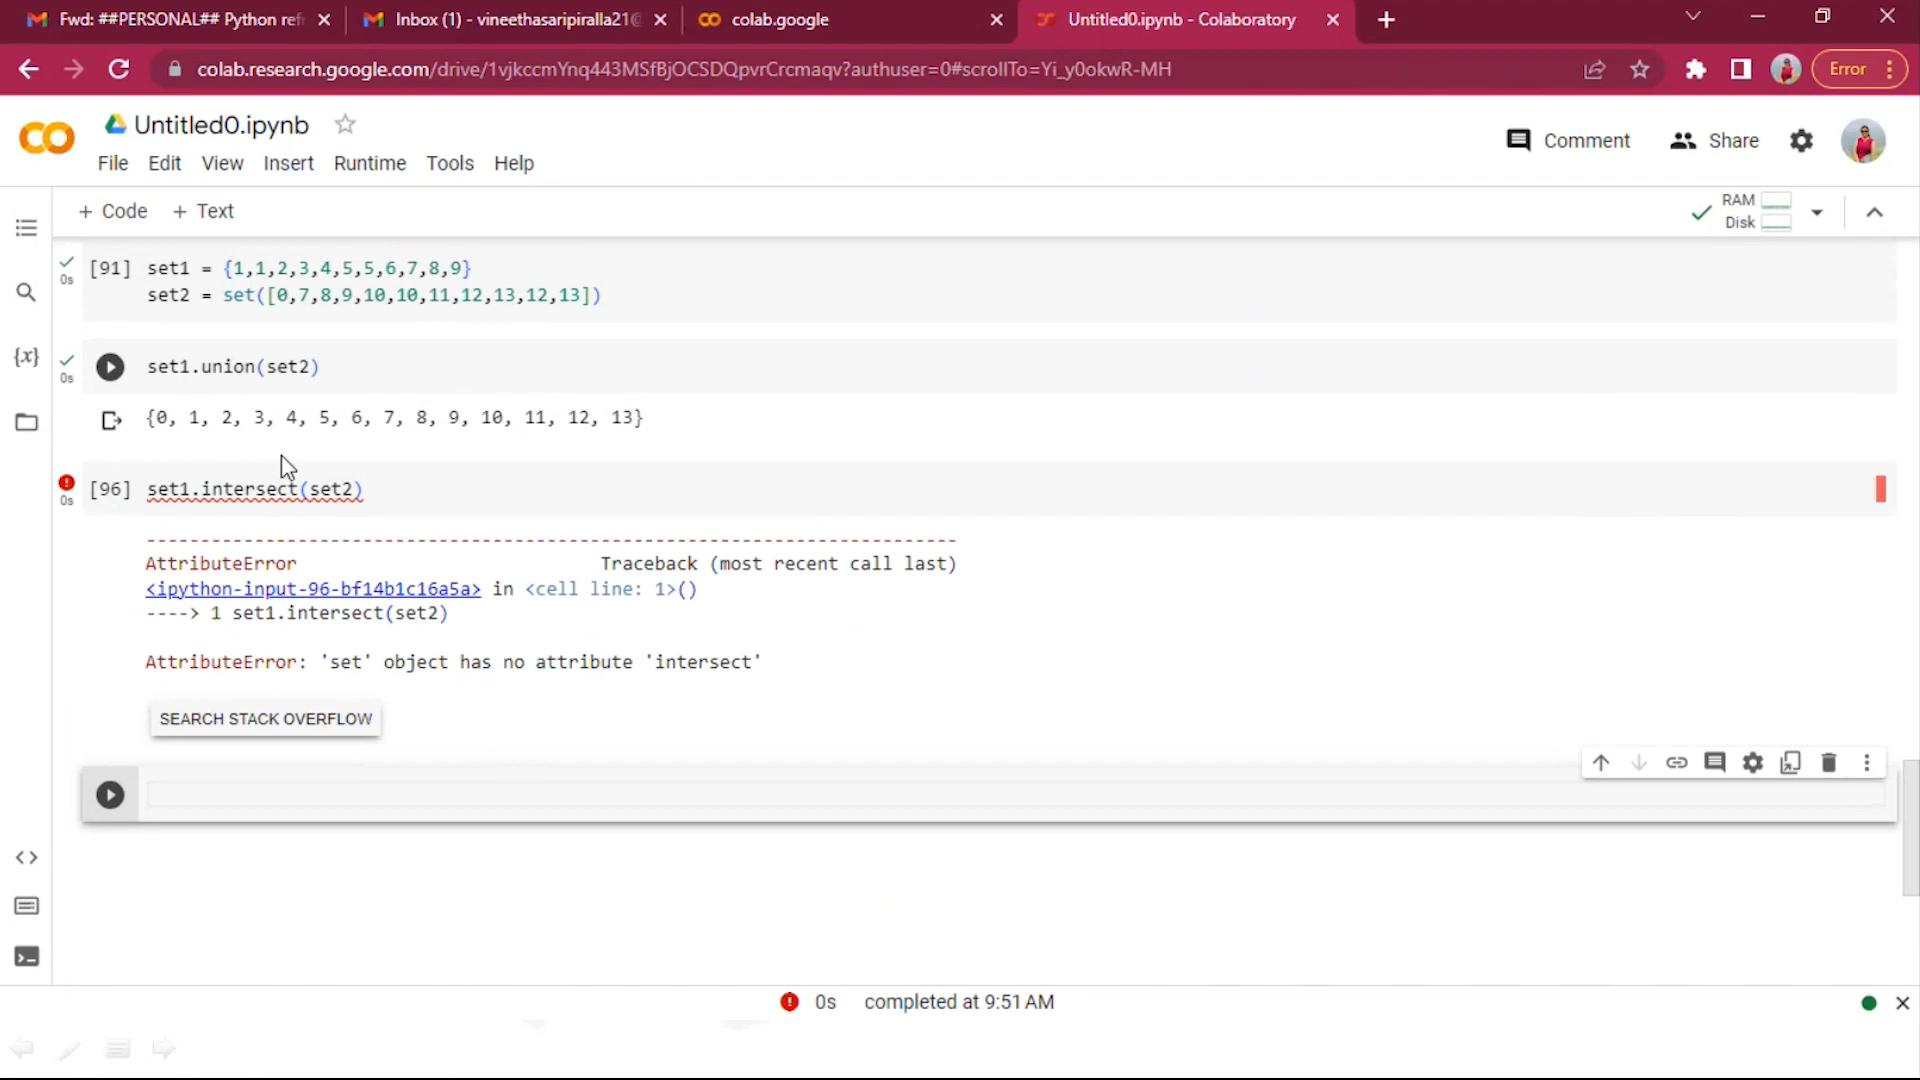 Fwd: ##PERSONAL## Python refr
Inbox (1) - vineethasaripiralla21@
colab.google
Untitled0.ipynb - Colaboratory
colab.research.google.com/drive/1vjkccmYnq443MSfBjOCSDQpvrCrcmaqv?authuser=0#scrollTo=Yi_y0okwR-MH
Error
Untitled0.ipynb
File Edit View Insert Runtime Tools Help
Comment
Share
+ Code + Text
RAM
Disk
[91] set1 = {1,1,2,3,4,5,5,6,7,8,9}
0s
set2 = set([0,7,8,9,10,10,11,12,13,12,13])
{x}
set1.union(set2)
0s
{0, 1, 2, 3, 4, 5, 6, 7, 8, 9, 10, 11, 12, 13}
[96] set1.intersect(set2)
0s
---------------------------------------------------------------------------
AttributeError Traceback (most recent call last)
<ipython-input-96-bf14b1c16a5a> in <cell line: 1>()
----> 1 set1.intersect(set2)
AttributeError: 'set' object has no attribute 'intersect'
SEARCH STACK OVERFLOW
0s completed at 9:51 AM